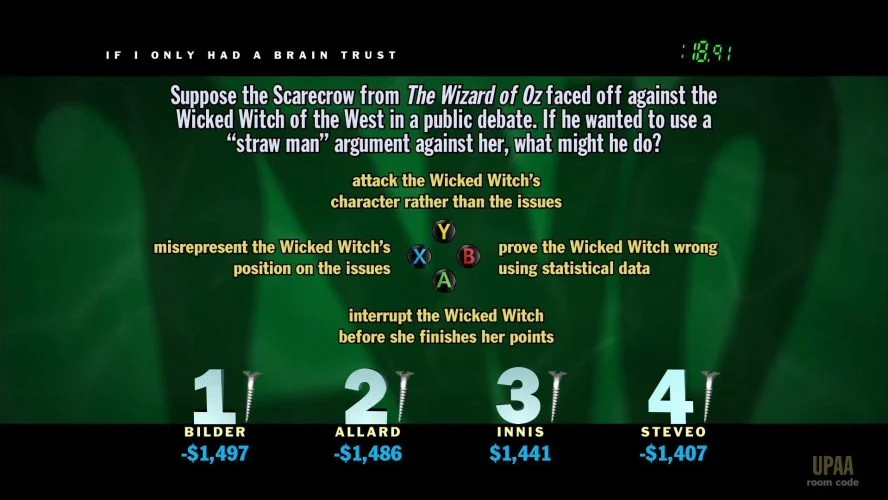 IF I ONLY HAD A BRAIN TRUST
:18.91
Suppose the Scarecrow from The Wizard of Oz faced off against the
Wicked Witch of the West in a public debate. If he wanted to use a
“straw man” argument against her, what might he do?
attack the Wicked Witch's
character rather than the issues
Y
misrepresent the Wicked Witch's
position on the issues
X
B
prove the Wicked Witch wrong
using statistical data
A
interrupt the Wicked Witch
before she finishes her points
1 2 3 4
BILDER ALLARD INNIS STEVEO
-$1,497 -$1,486 $1,441 -$1,407
UPAA
room code